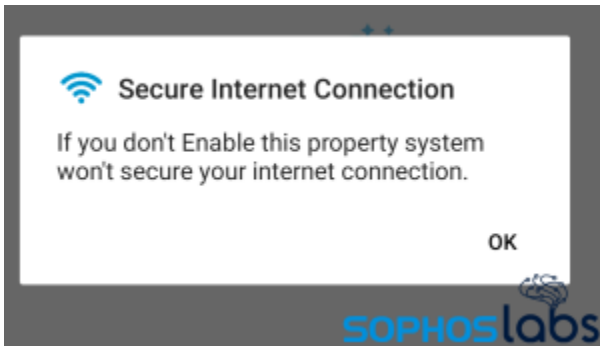 Secure Internet Connection
If you don't Enable this property system
won't secure your internet connection.
OK
SOPHOSlabs